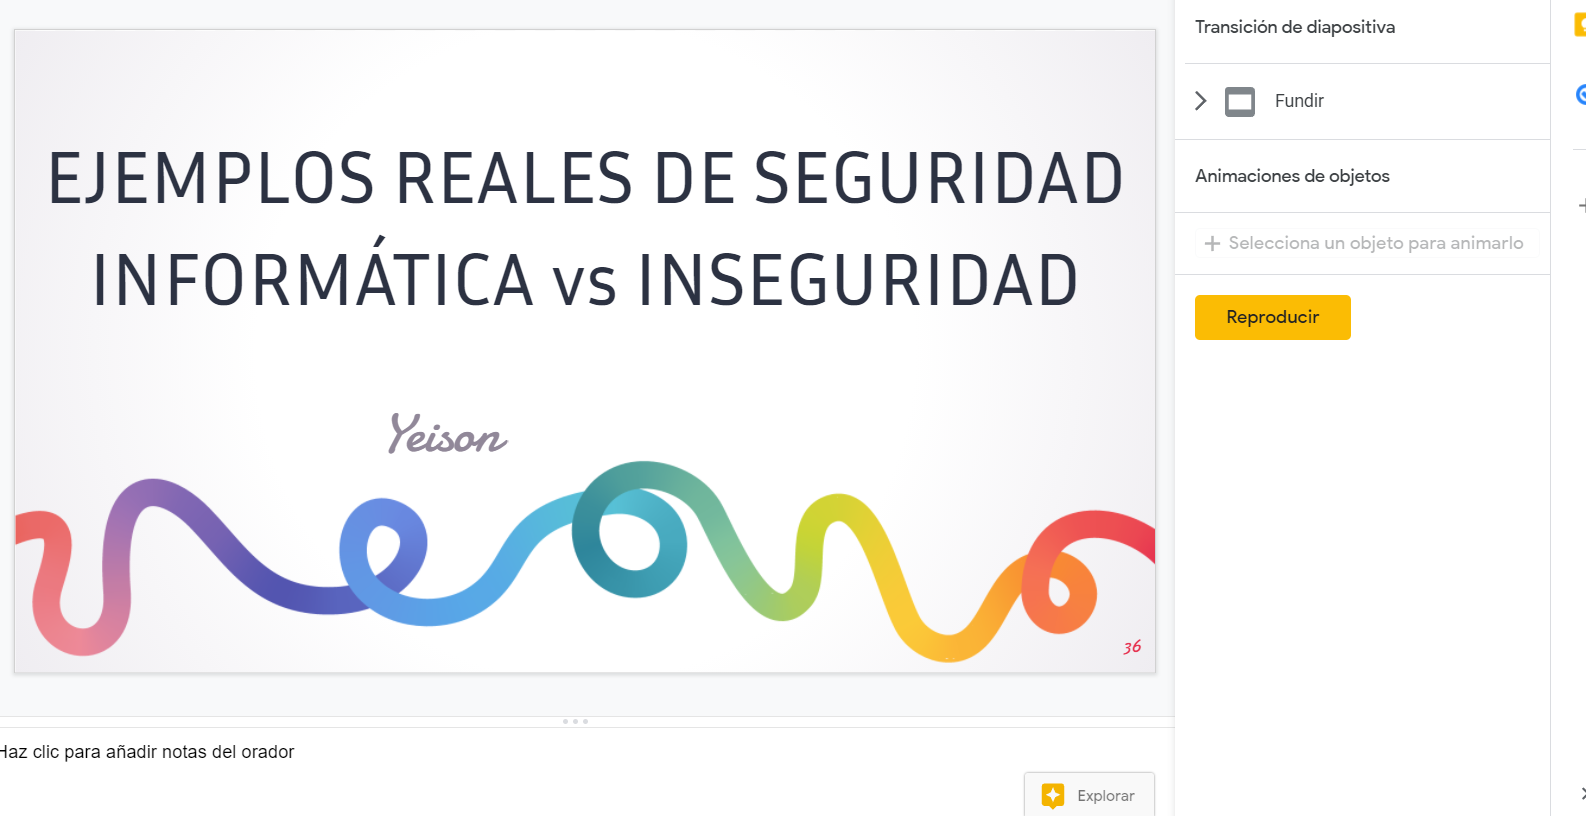 EJEMPLOS REALES DE SEGURIDAD
INFORMÁTICA vs INSEGURIDAD
Yeison
36
Haz clic para añadir notas del orador
Explorar
Transición de diapositiva
Fundir
Animaciones de objetos
+ Selecciona un objeto para animarlo
Reproducir